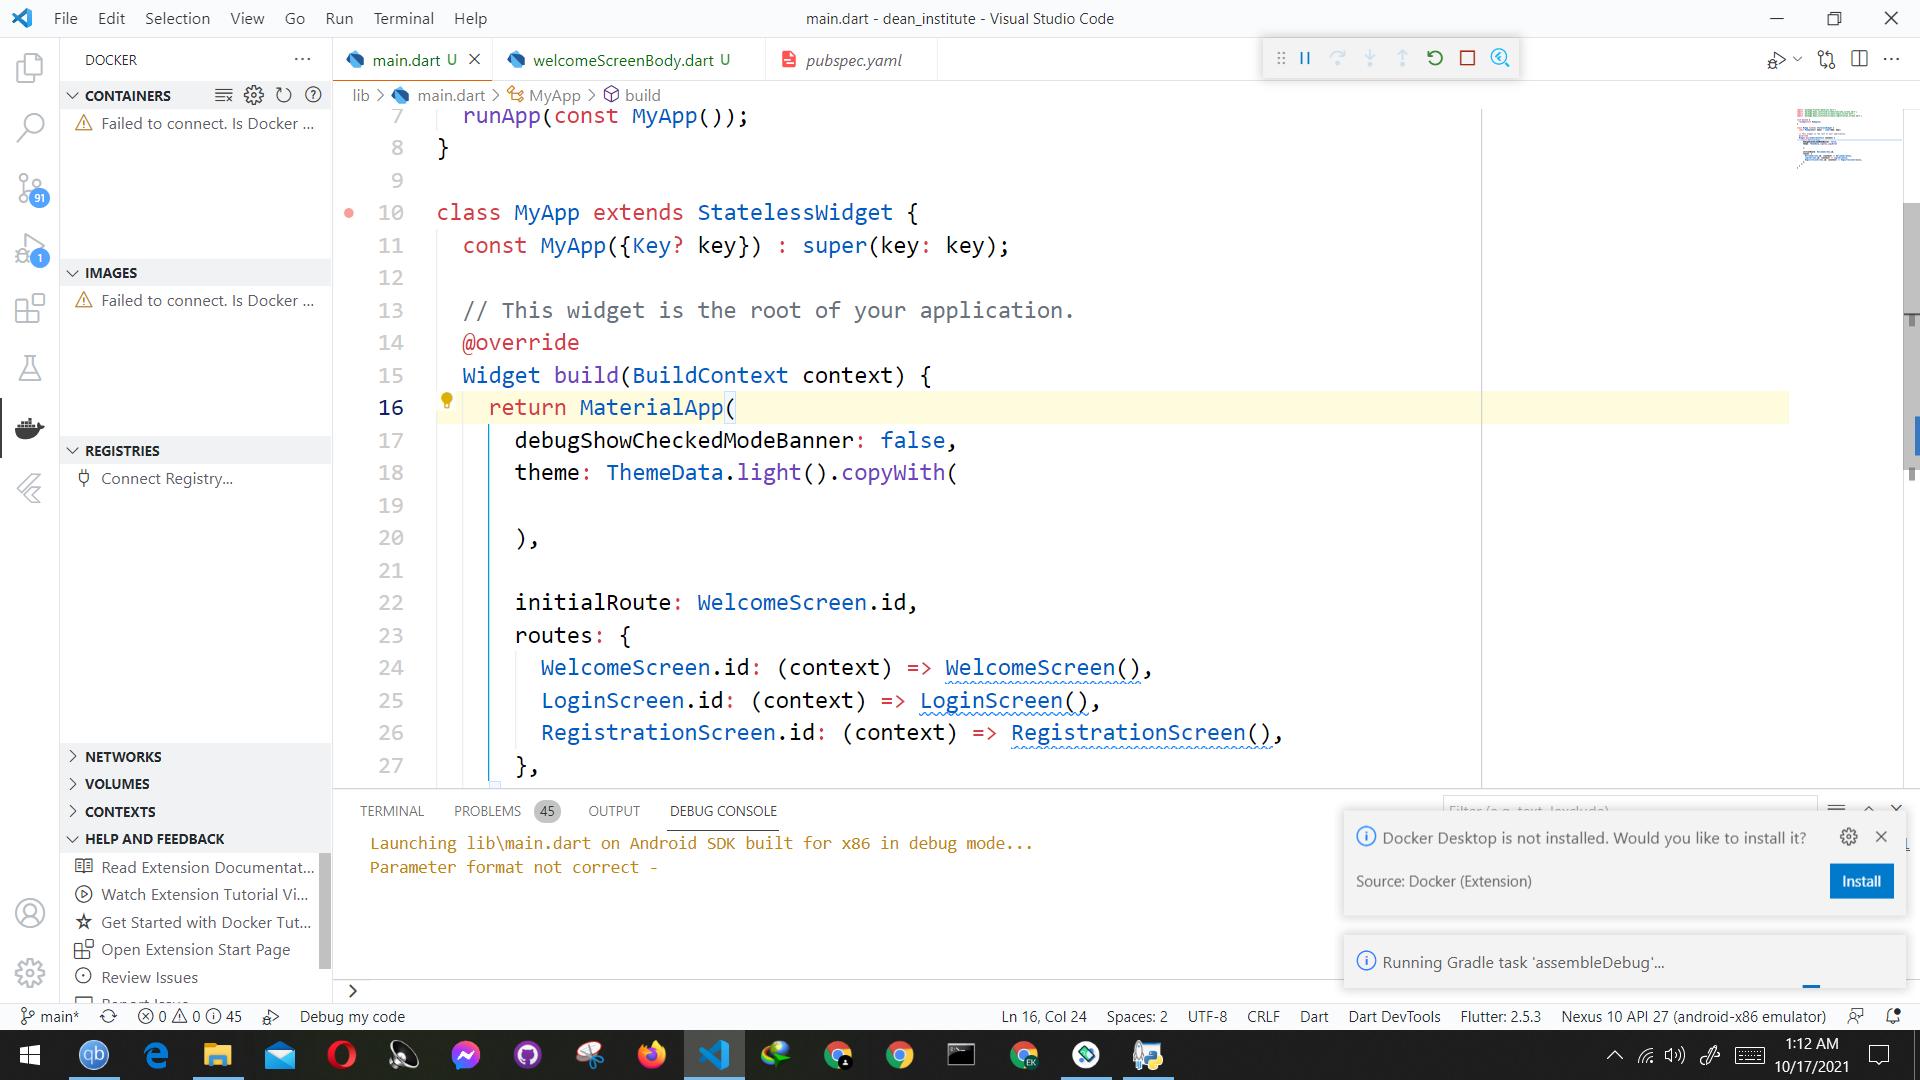 File Edit Selection View Go Run Terminal Help
main.dart - dean_institute - Visual Studio Code
DOCKER
main.dart U
welcomeScreenBody.dart U
pubspec.yaml
lib > main.dart > MyApp > build
CONTAINERS
Failed to connect. Is Docker ...
IMAGES
Failed to connect. Is Docker ...
REGISTRIES
Connect Registry...
NETWORKS
VOLUMES
CONTEXTS
HELP AND FEEDBACK
Read Extension Documentat...
Watch Extension Tutorial Vi...
Get Started with Docker Tut...
Open Extension Start Page
Review Issues
Report Issue
91
1
7 runApp(const MyApp());
8 }
9
10 class MyApp extends StatelessWidget {
11 const MyApp({Key? key}) : super(key: key);
12
13 // This widget is the root of your application.
14 @override
15 Widget build(BuildContext context) {
16 return MaterialApp(
17 debugShowCheckedModeBanner: false,
18 theme: ThemeData.light().copyWith(
19
20 ),
21
22 initialRoute: WelcomeScreen.id,
23 routes: {
24 WelcomeScreen.id: (context) => WelcomeScreen(),
25 LoginScreen.id: (context) => LoginScreen(),
26 RegistrationScreen.id: (context) => RegistrationScreen(),
27 },
TERMINAL PROBLEMS 45 OUTPUT DEBUG CONSOLE
Launching lib\main.dart on Android SDK built for x86 in debug mode...
Parameter format not correct -
Docker Desktop is not installed. Would you like to install it?
Source: Docker (Extension)
Install
Running Gradle task 'assembleDebug'...
main* 0 0 45 Debug my code
Ln 16, Col 24 Spaces: 2 UTF-8 CRLF Dart Dart DevTools Flutter: 2.5.3 Nexus 10 API 27 (android-x86 emulator)
qb
EK
1:12 AM
10/17/2021